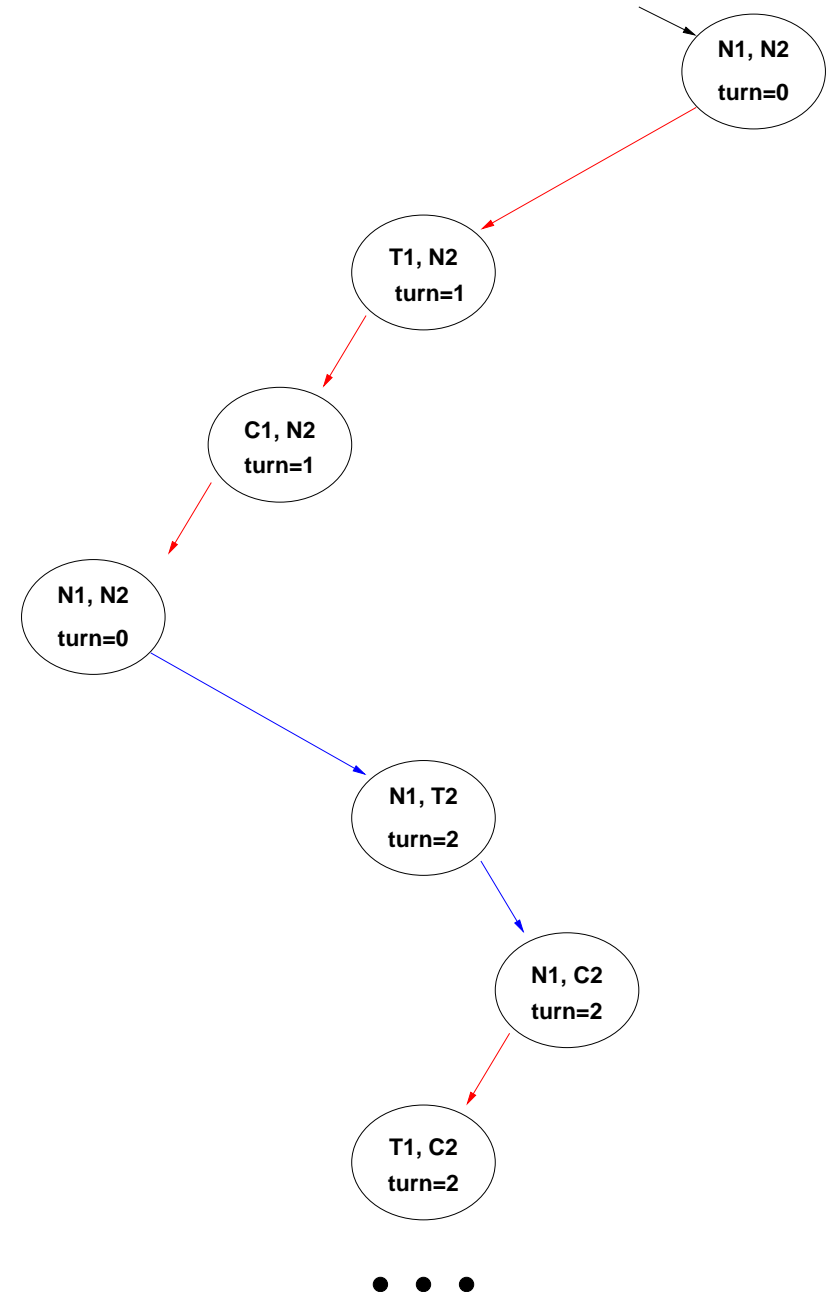 N1, N2
turn=0
T1, N2
turn=1
C1, N2
turn=1
N1, N2
turn=0
N1, T2
turn=2
N1, C2
turn=2
T1, C2
turn=2